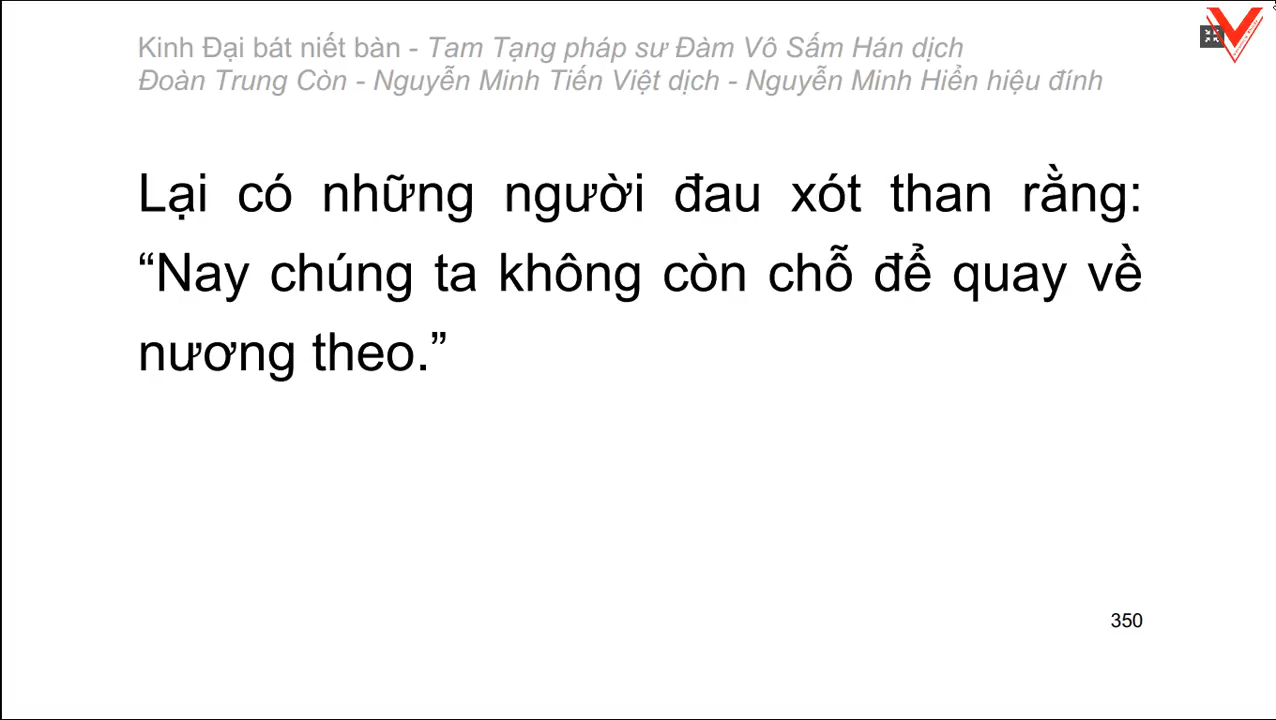 Kinh Đại bát niết bàn - Tam Tạng pháp sư Đàm Vô Sấm Hán dịch
Đoàn Trung Còn - Nguyễn Minh Tiến Việt dịch - Nguyễn Minh Hiển hiệu đính
Lại có những người đau xót than rằng:
“Nay chúng ta không còn chỗ để quay về
nương theo.”
350